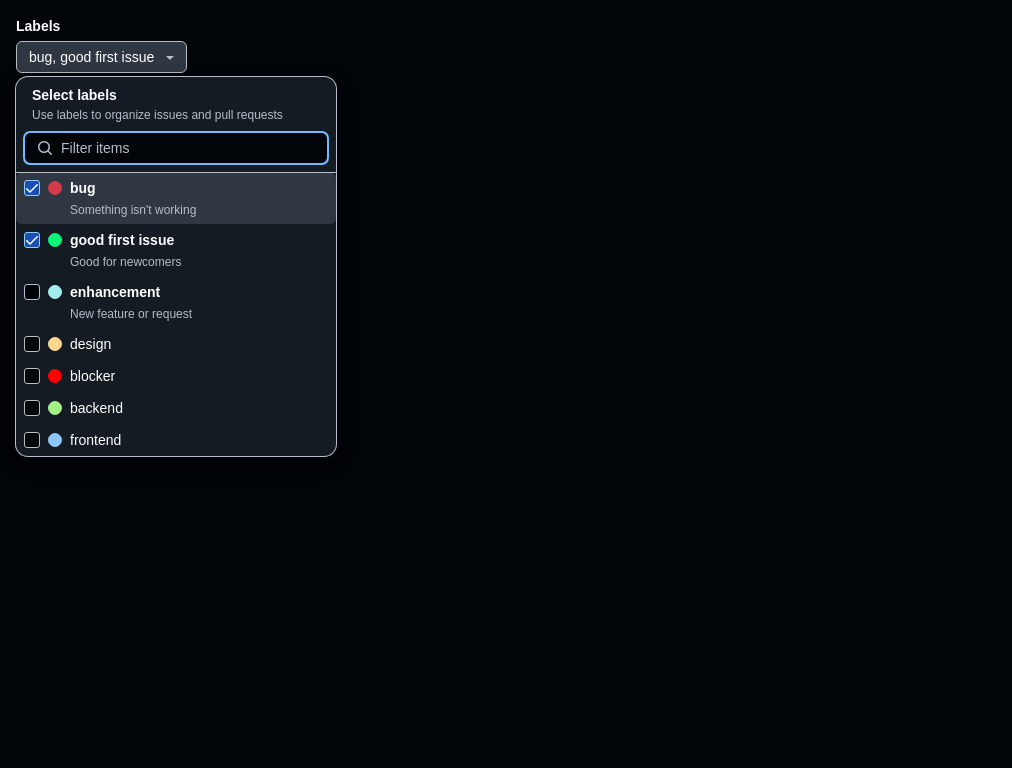 Labels
bug, good first issue
Select labels
Use labels to organize issues and pull requests
Filter items
bug
Something isn't working
good first issue
Good for newcomers
enhancement
New feature or request
design
blocker
backend
frontend